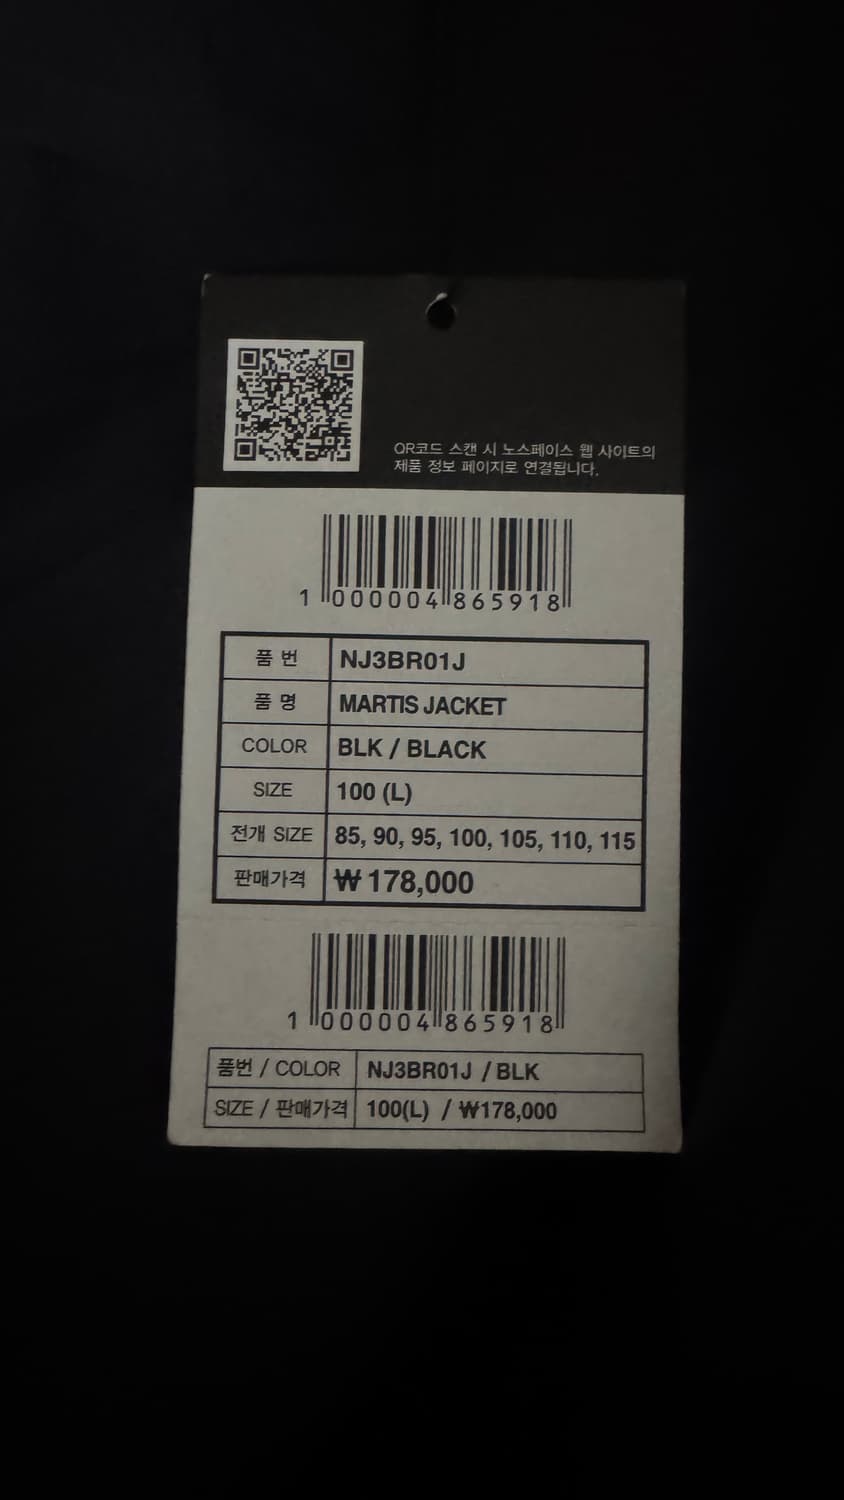 QR코드 스캔 시 노스페이스 웹 사이트의
제품 정보 페이지로 연결됩니다.
1 000004 865918
품 번 NJ3BR01J
품 명 MARTIS JACKET
COLOR BLK / BLACK
SIZE 100 (L)
전개 SIZE 85, 90, 95, 100, 105, 110, 115
판매가격 ₩ 178,000
1 000004 865918
품번 / COLOR NJ3BR01J / BLK
SIZE / 판매가격 100(L) / ₩178,000